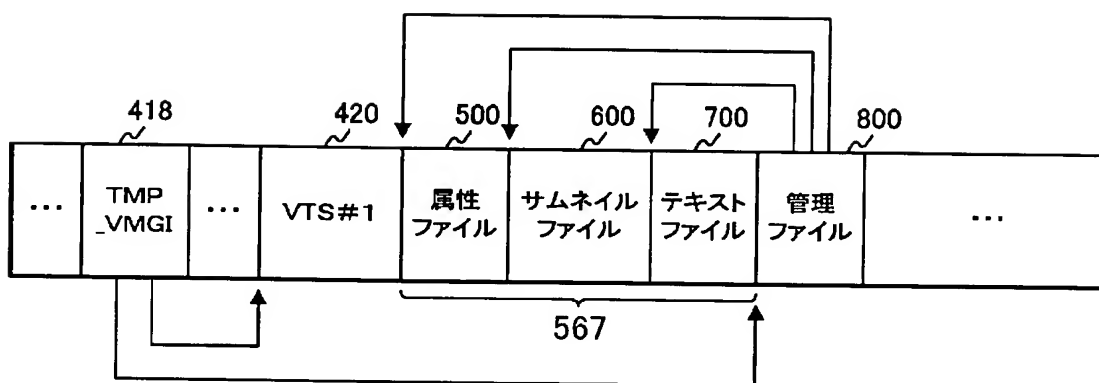 418
420
500
600
700
800
...
TMP
_VMGI
...
VTS#1
属性
ファイル
サムネイル
ファイル
テキスト
ファイル
管理
ファイル
...
567